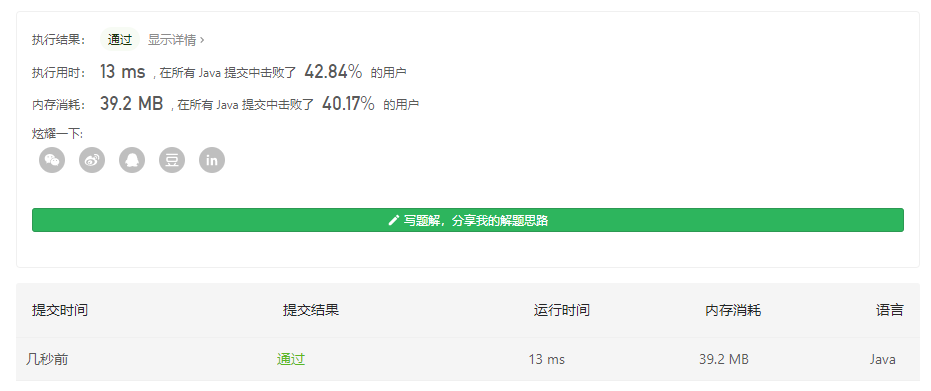 执行结果： 通过 显示详情 ›
执行用时： 13 ms , 在所有 Java 提交中击败了 42.84% 的用户
内存消耗： 39.2 MB , 在所有 Java 提交中击败了 40.17% 的用户
炫耀一下:
豆 in
写题解，分享我的解题思路
提交时间 提交结果 运行时间 内存消耗 语言
几秒前 通过 13 ms 39.2 MB Java